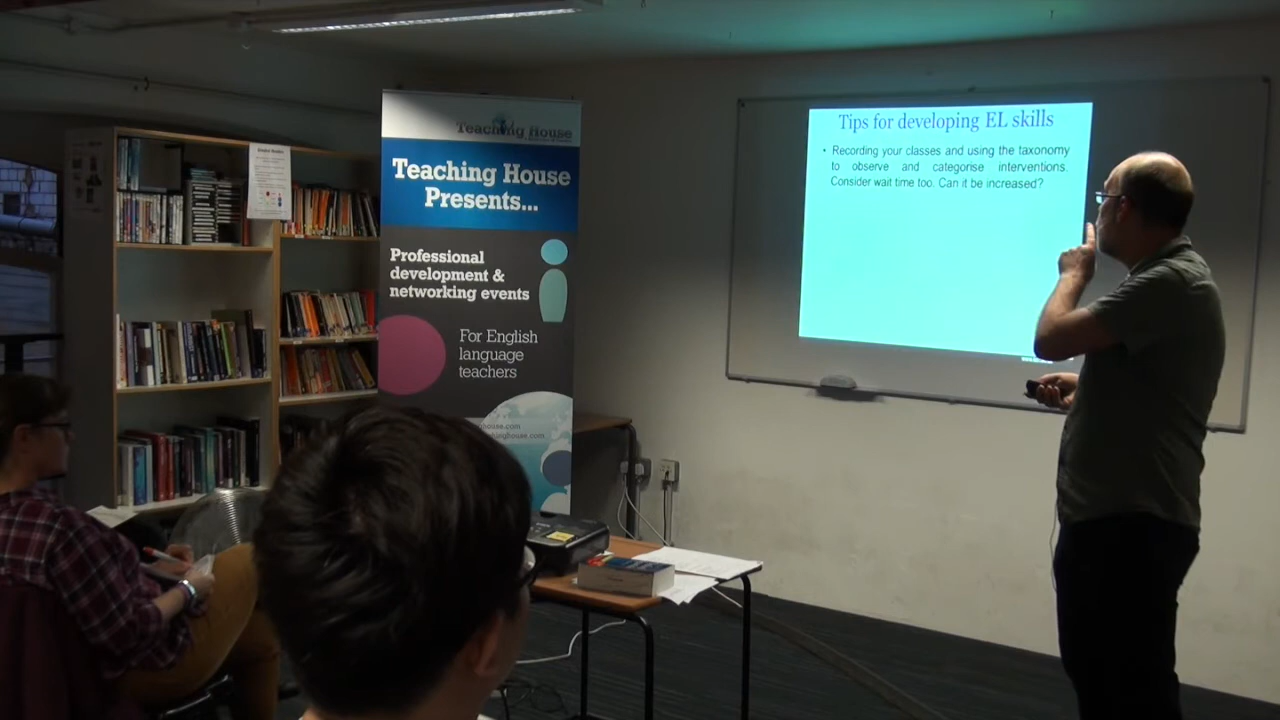 Teaching House
Teaching House
Presents...
Professional
development &
networking events
For English
language
teachers
Tips for developing EL skills
• Recording your classes and using the taxonomy
to observe and categorise interventions.
Consider wait time too. Can it be increased?